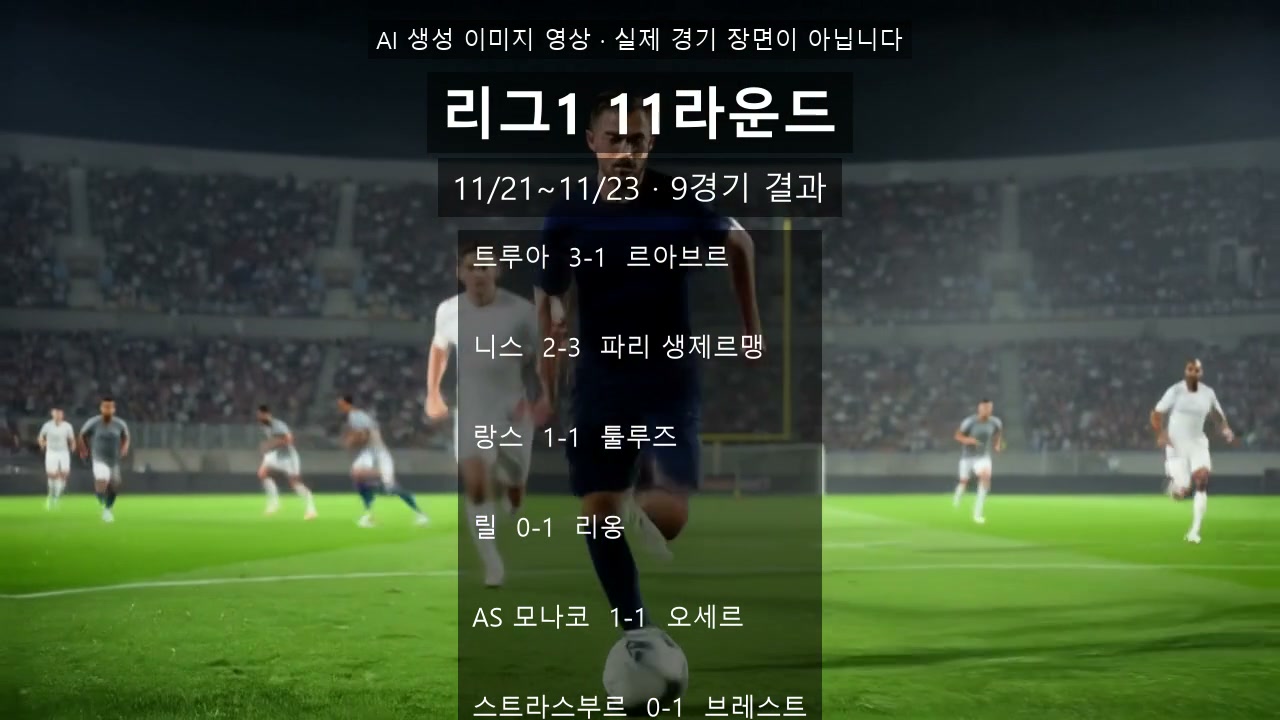 AI 생성 이미지 영상 · 실제 경기 장면이 아닙니다
리그1 11라운드
11/21~11/23 · 9경기 결과
트루아 3-1 르아브르
니스 2-3 파리 생제르맹
랑스 1-1 툴루즈
릴 0-1 리옹
AS 모나코 1-1 오세르
스트라스부르 0-1 브레스트